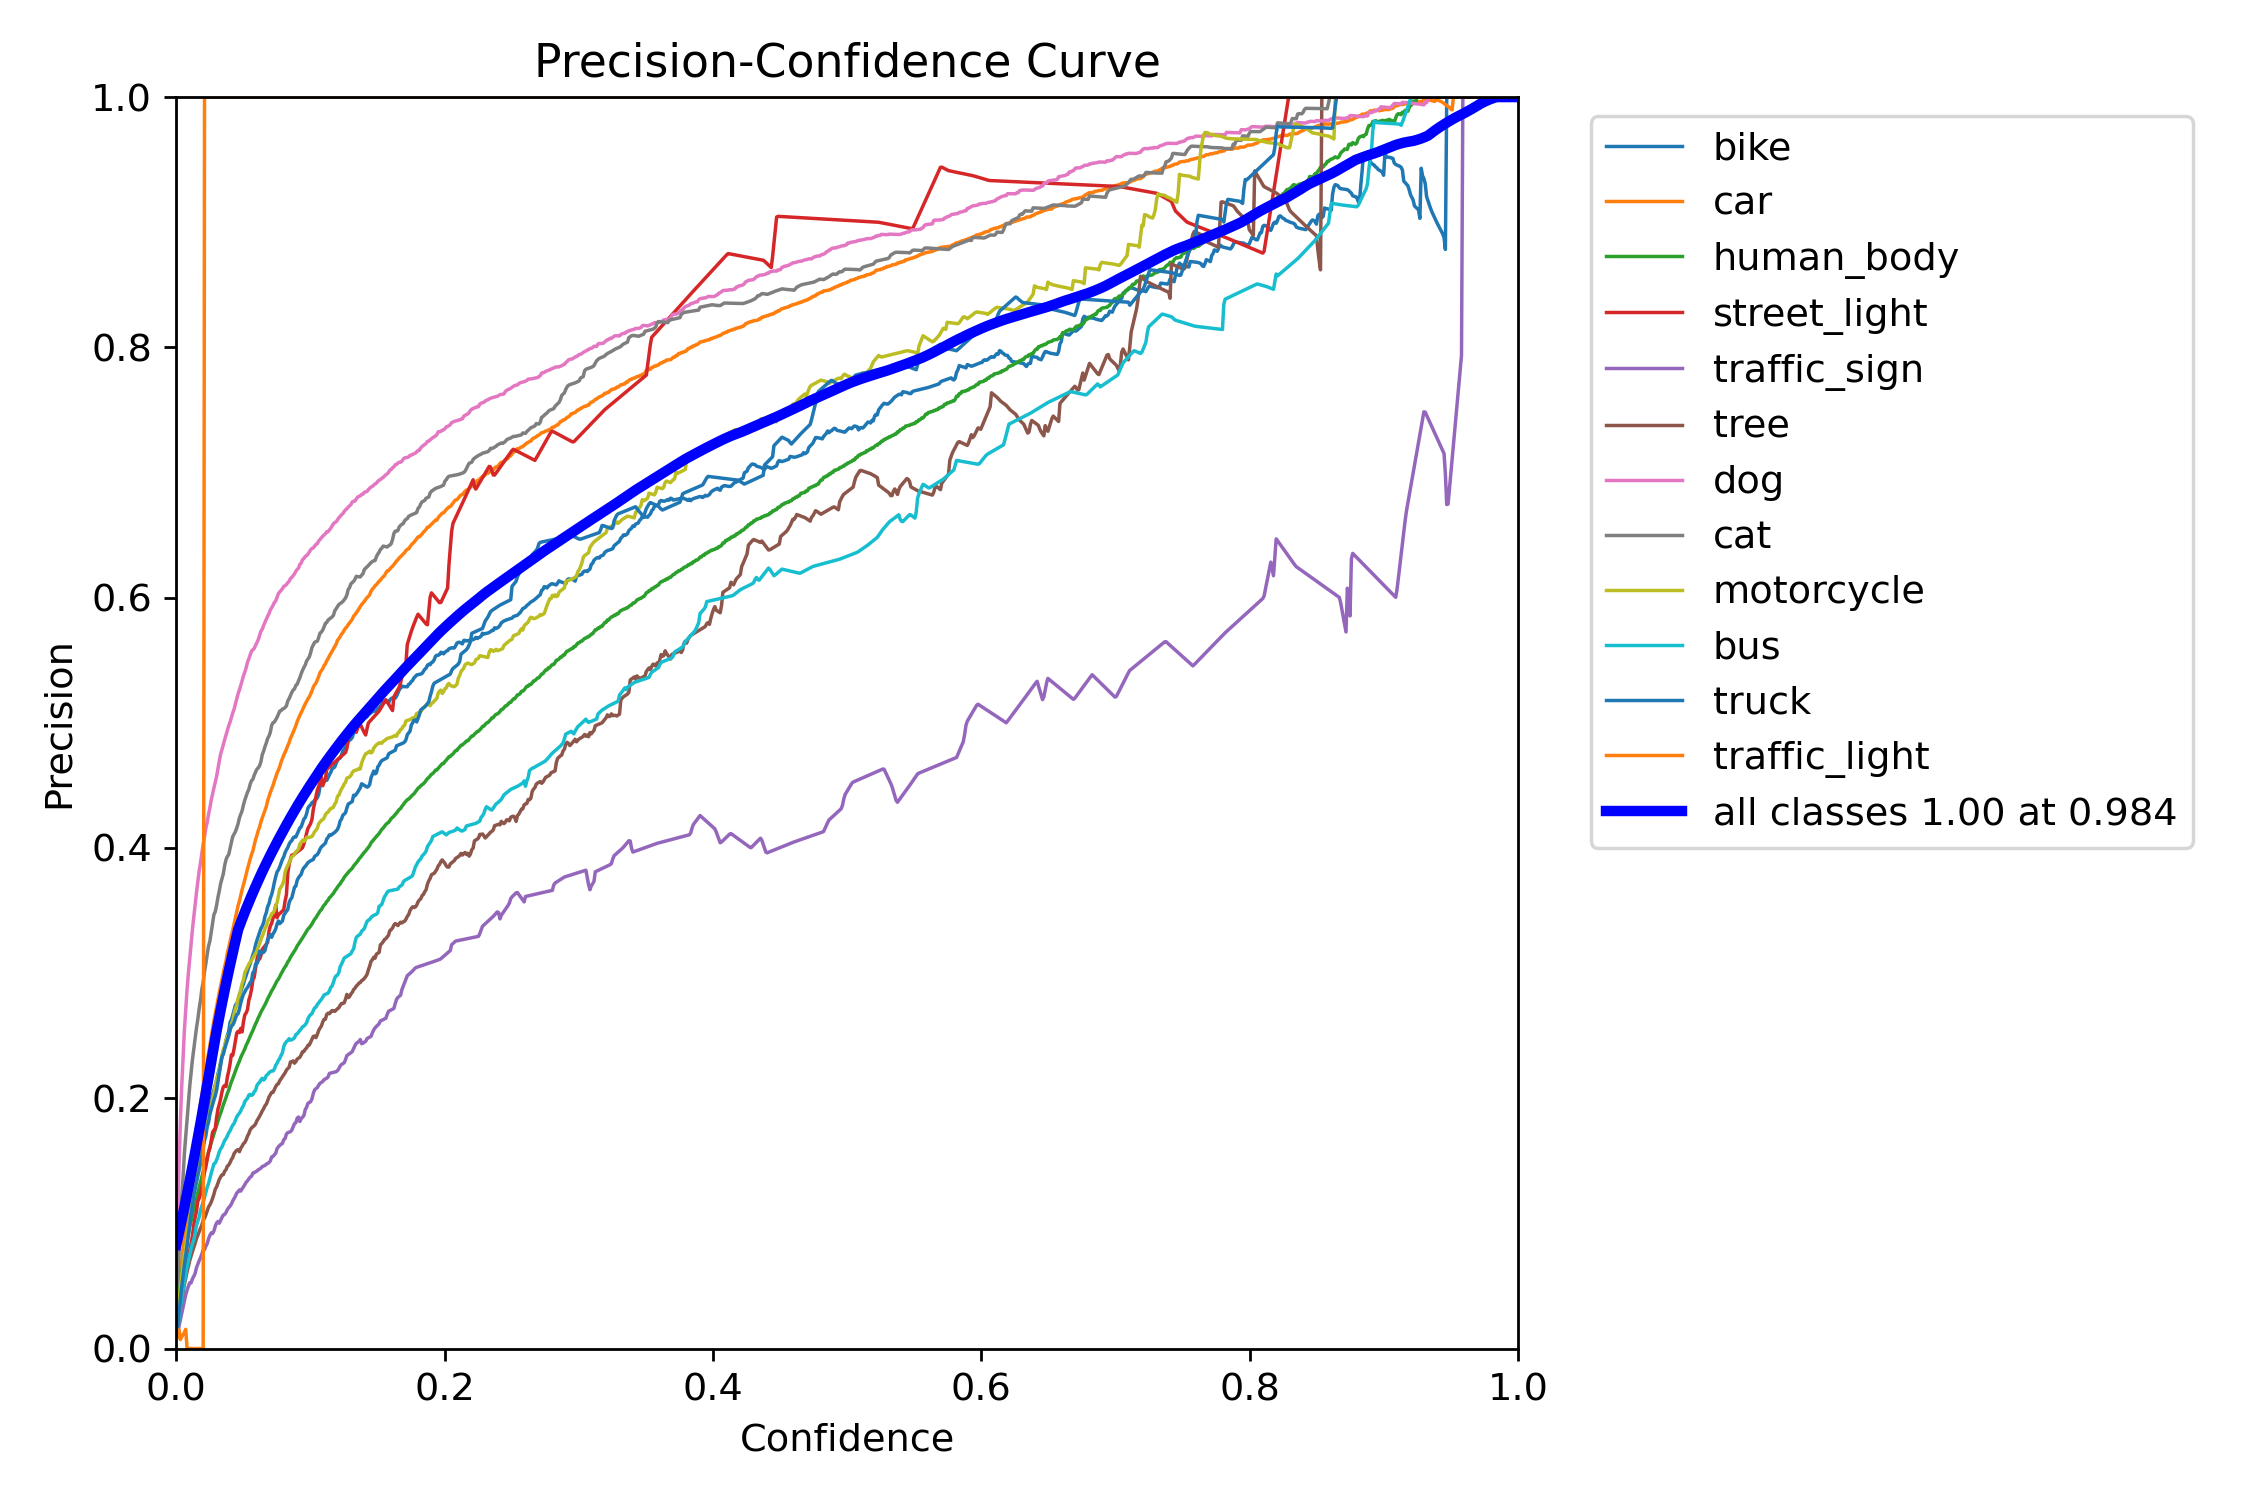 Precision-Confidence Curve
1.0
0.8
0.6
0.4
0.2
0.0
Precision
0.0 0.2 0.4 0.6 0.8 1.0
Confidence
bike
car
human_body
street_light
traffic_sign
tree
dog
cat
motorcycle
bus
truck
traffic_light
all classes 1.00 at 0.984